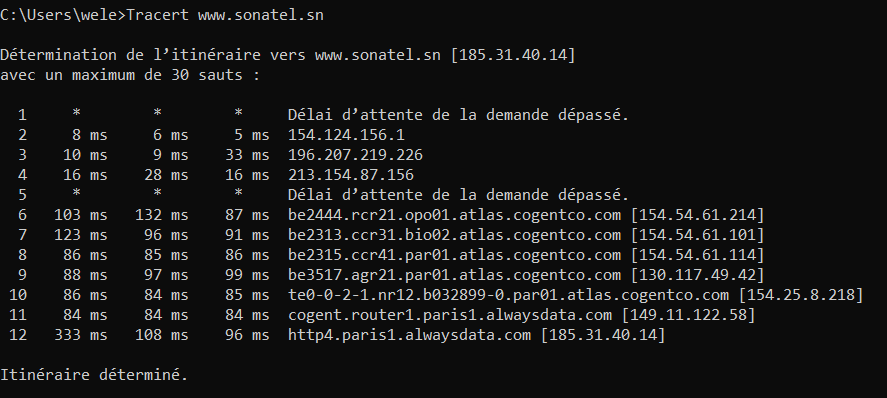 C:\Users\wele>Tracert www.sonatel.sn
Détermination de l’itinéraire vers www.sonatel.sn [185.31.40.14]
avec un maximum de 30 sauts :
1 * * * Délai d’attente de la demande dépassé.
2 8 ms 6 ms 5 ms 154.124.156.1
3 10 ms 9 ms 33 ms 196.207.219.226
4 16 ms 28 ms 16 ms 213.154.87.156
5 * * * Délai d’attente de la demande dépassé.
6 103 ms 132 ms 87 ms be2444.rcr21.opo01.atlas.cogentco.com [154.54.61.214]
7 123 ms 96 ms 91 ms be2313.ccr31.bio02.atlas.cogentco.com [154.54.61.101]
8 86 ms 85 ms 86 ms be2315.ccr41.par01.atlas.cogentco.com [154.54.61.114]
9 88 ms 97 ms 99 ms be3517.agr21.par01.atlas.cogentco.com [130.117.49.42]
10 86 ms 84 ms 85 ms te0-0-2-1.nr12.b032899-0.par01.atlas.cogentco.com [154.25.8.218]
11 84 ms 84 ms 84 ms cogent.router1.paris1.alwaysdata.com [149.11.122.58]
12 333 ms 108 ms 96 ms http4.paris1.alwaysdata.com [185.31.40.14]
Itinéraire déterminé.